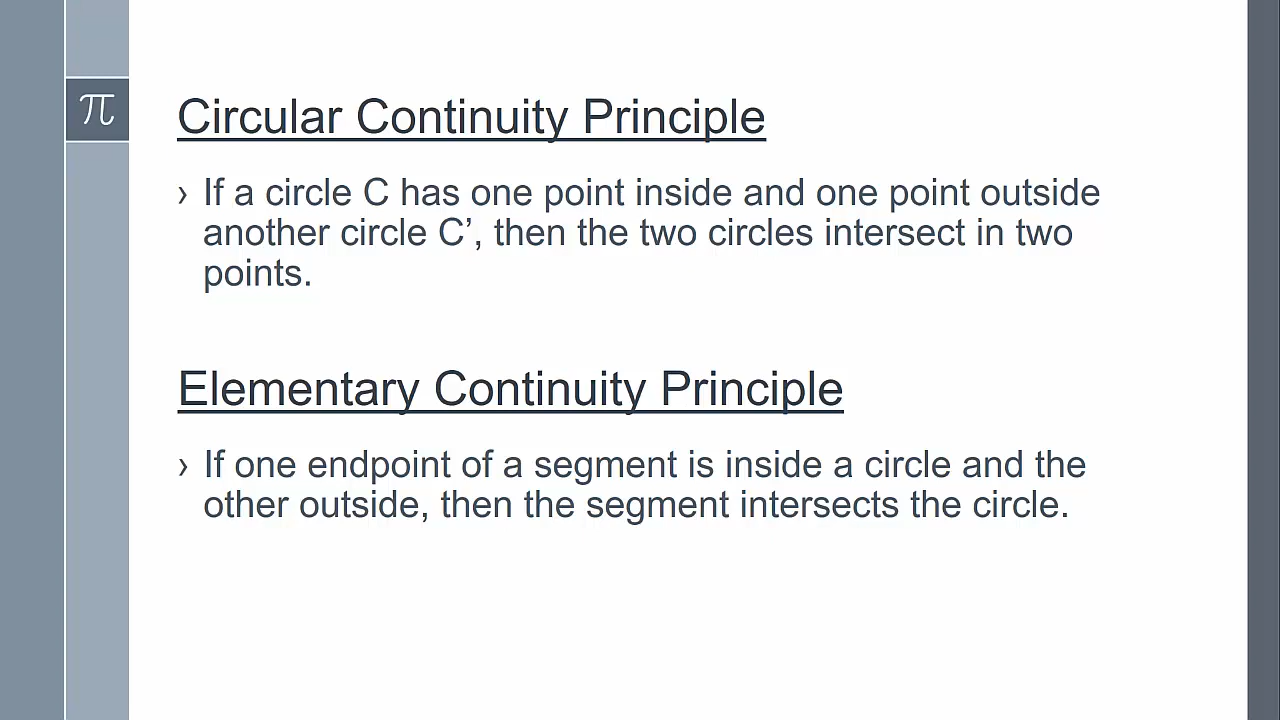 π
Circular Continuity Principle
› If a circle C has one point inside and one point outside
another circle C’, then the two circles intersect in two
points.
Elementary Continuity Principle
› If one endpoint of a segment is inside a circle and the
other outside, then the segment intersects the circle.